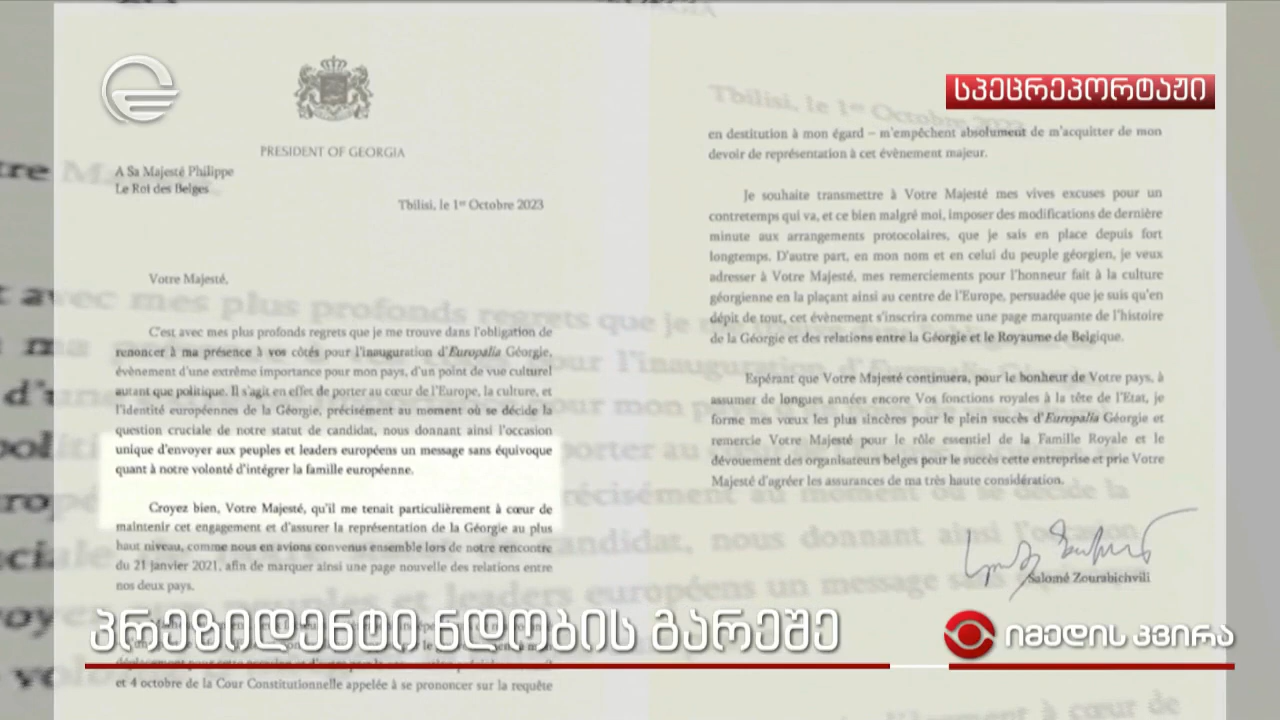 სპეცრეპორტაჟი
PRESIDENT OF GEORGIA
A Sa Majesté Philippe
Le Roi des Belges
Tbilisi, le 1er Octobre 2023
Votre Majesté,
C'est avec mes plus profonds regrets que je me trouve dans l'obligation de
renoncer à ma présence à vos côtés pour l'inauguration d'Europalia Géorgie,
évènement d'une extrême importance pour mon pays, d'un point de vue culturel
autant que politique. Il s'agit en effet de porter au cœur de l'Europe, la culture, et
l'identité européennes de la Géorgie, précisément au moment où se décide la
question cruciale de notre statut de candidat, nous donnant ainsi l'occasion
unique d'envoyer aux peuples et leaders européens un message sans équivoque
quant à notre volonté d'intégrer la famille européenne.
Croyez bien, Votre Majesté, qu'il me tenait particulièrement à cœur de
maintenir cet engagement et d'assurer la représentation de la Géorgie au plus
haut niveau, comme nous en avions convenus ensemble lors de notre rencontre
du 21 janvier 2021, afin de marquer ainsi une page nouvelle des relations entre
nos deux pays.
et 4 octobre de la Cour Constitutionnelle appelée à se prononcer sur la requête
en destitution à mon égard – m'empêchent absolument de m'acquitter de mon
devoir de représentation à cet évènement majeur.
Je souhaite transmettre à Votre Majesté mes vives excuses pour un
contretemps qui va, et ce bien malgré moi, imposer des modifications de dernière
minute aux arrangements protocolaires, que je sais en place depuis fort
longtemps. D'autre part, en mon nom et en celui du peuple géorgien, je veux
adresser à Votre Majesté, mes remerciements pour l'honneur fait à la culture
géorgienne en la plaçant ainsi au centre de l'Europe, persuadée que je suis qu'en
dépit de tout, cet évènement s'inscrira comme une page marquante de l'histoire
de la Géorgie et des relations entre la Géorgie et le Royaume de Belgique.
Espérant que Votre Majesté continuera, pour le bonheur de Votre pays, à
assumer de longues années encore Vos fonctions royales à la tête de l'Etat, je
forme mes vœux les plus sincères pour le plein succès d'Europalia Géorgie et
remercie Votre Majesté pour le rôle essentiel de la Famille Royale et le
dévouement des organisateurs belges pour le succès cette entreprise et prie Votre
Majesté d'agréer les assurances de ma très haute considération.
Salomé Zourabichvili
პრეზიდენტი ნდობის გარეშე
იმედის კვირა